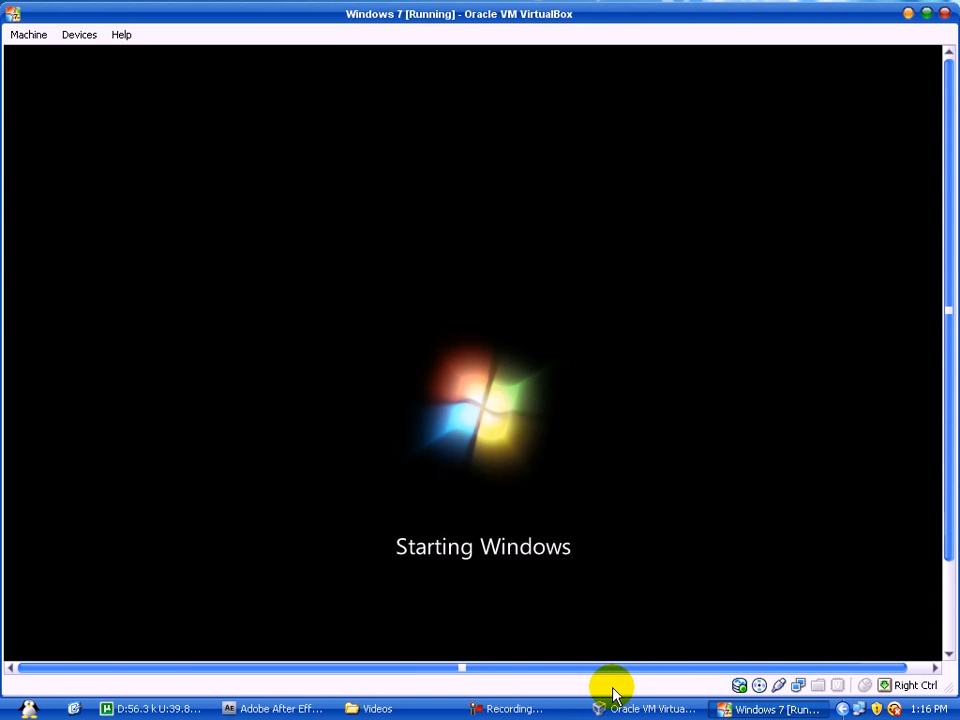 Windows 7 [Running] - Oracle VM VirtualBox
Machine Devices Help
Starting Windows
Right Ctrl
D:56.3 k U:39.8... Adobe After Eff... Videos Recording... Oracle VM Virtua... Windows 7 [Run... 1:16 PM